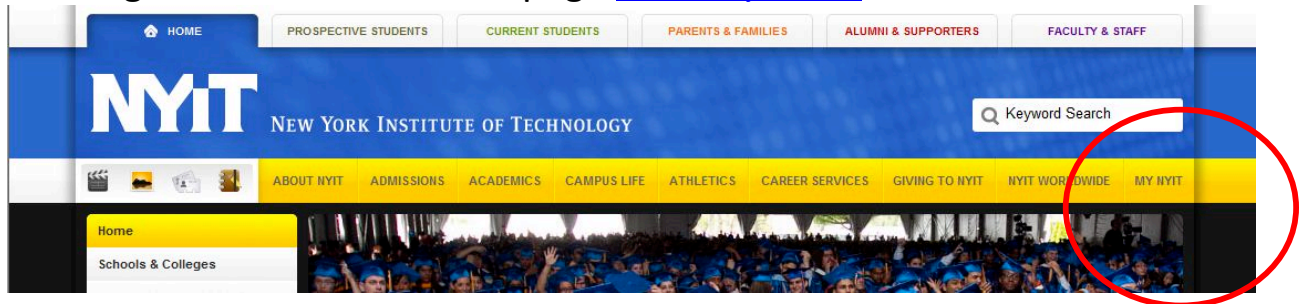 HOME PROSPECTIVE STUDENTS CURRENT STUDENTS PARENTS & FAMILIES ALUMNI & SUPPORTERS FACULTY & STAFF
NYiT NEW YORK INSTITUTE OF TECHNOLOGY
Keyword Search
ABOUT NYIT ADMISSIONS ACADEMICS CAMPUS LIFE ATHLETICS CAREER SERVICES GIVING TO NYIT NYIT WORLDWIDE MY NYIT
Home
Schools & Colleges